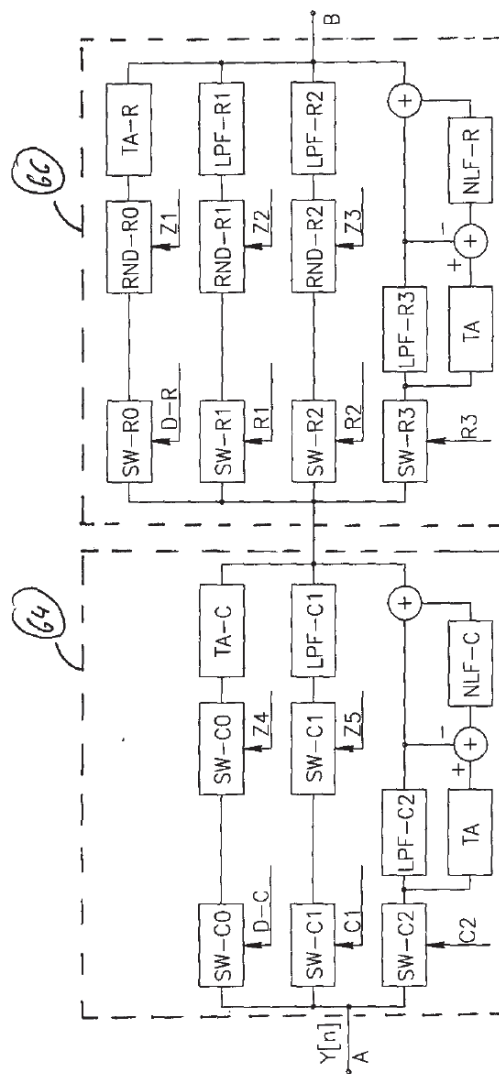 64
66
Y[n]
A
SW-C0
D-C
SW-C0
Z4
TA-C
SW-C1
C1
SW-C1
Z5
LPF-C1
SW-C2
C2
LPF-C2
TA
+
-
+
NLF-C
+
SW-R0
D-R
RND-R0
Z1
TA-R
SW-R1
R1
RND-R1
Z2
LPF-R1
SW-R2
R2
RND-R2
Z3
LPF-R2
SW-R3
R3
LPF-R3
TA
+
-
+
NLF-R
+
B